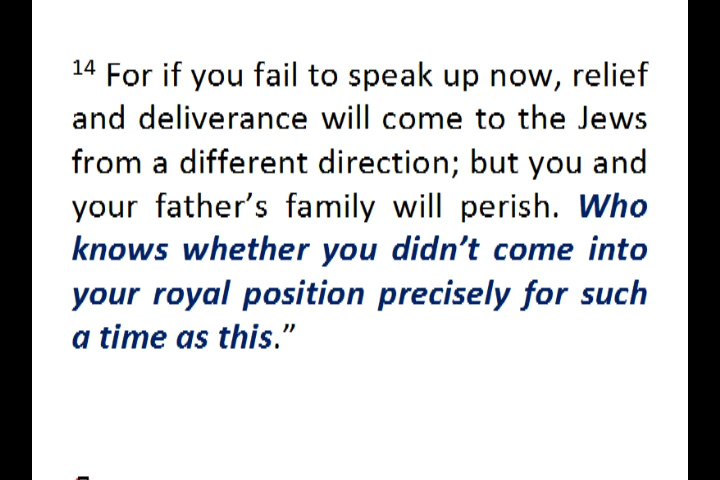 14 For if you fail to speak up now, relief
and deliverance will come to the Jews
from a different direction; but you and
your father’s family will perish. Who
knows whether you didn’t come into
your royal position precisely for such
a time as this.”